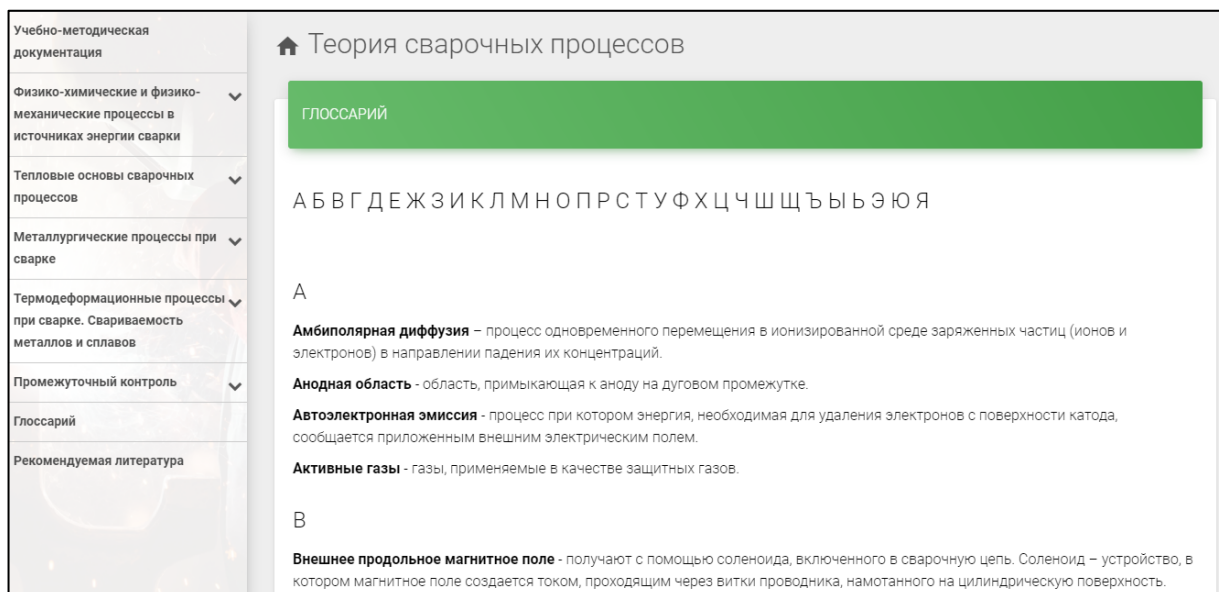 Учебно-методическая
документация
Физико-химические и физико-
механические процессы в
источниках энергии сварки
Тепловые основы сварочных
процессов
Металлургические процессы при
сварке
Термодеформационные процессы
при сварке. Свариваемость
металлов и сплавов
Промежуточный контроль
Глоссарий
Рекомендуемая литература
Теория сварочных процессов
ГЛОССАРИЙ
А Б В Г Д Е Ж З И К Л М Н О П Р С Т У Ф Х Ц Ч Ш Щ Ъ Ы Ь Э Ю Я
А
Амбиполярная диффузия – процесс одновременного перемещения в ионизированной среде заряженных частиц (ионов и
электронов) в направлении падения их концентраций.
Анодная область - область, примыкающая к аноду на дуговом промежутке.
Автоэлектронная эмиссия - процесс при котором энергия, необходимая для удаления электронов с поверхности катода,
сообщается приложенным внешним электрическим полем.
Активные газы - газы, применяемые в качестве защитных газов.
В
Внешнее продольное магнитное поле - получают с помощью соленоида, включенного в сварочную цепь. Соленоид – устройство, в
котором магнитное поле создается током, проходящим через витки проводника, намотанного на цилиндрическую поверхность.